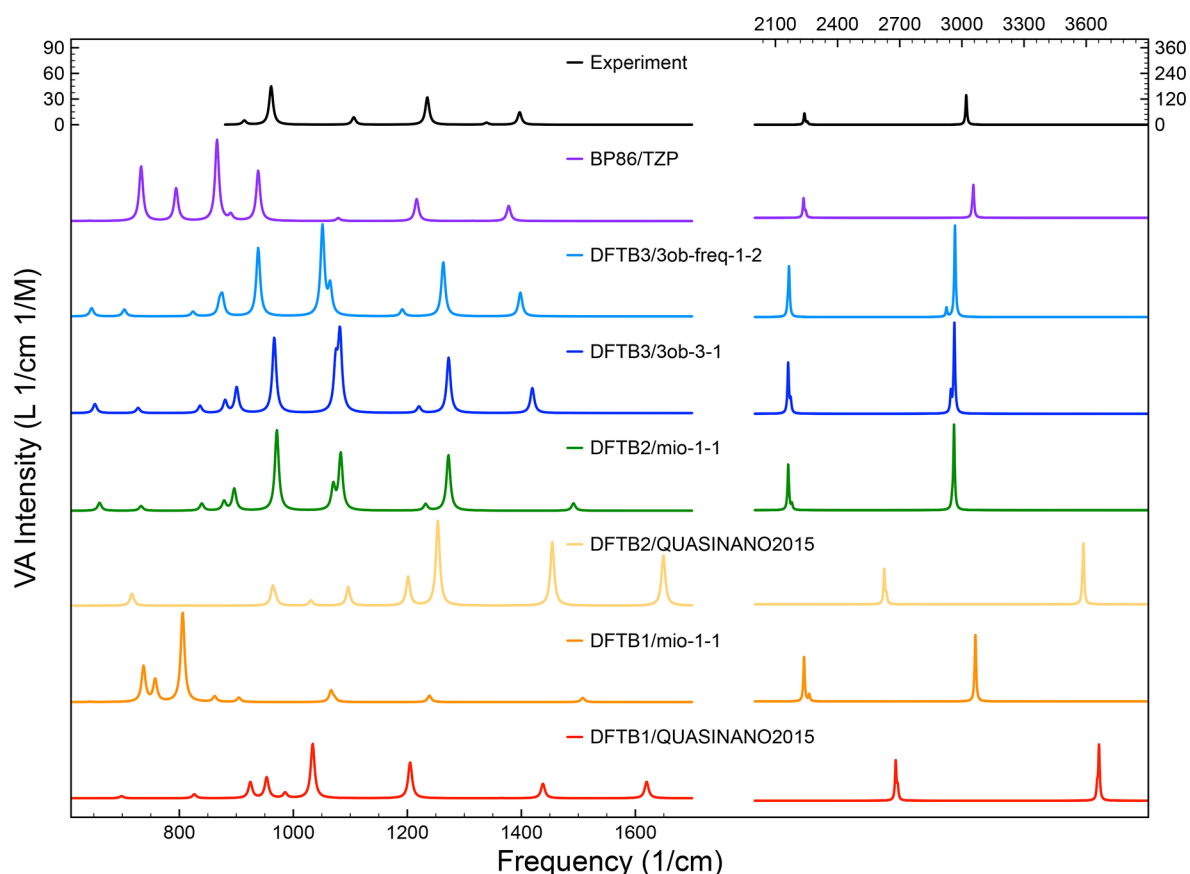 2100 2400 2700 3000 3300 3600
90 360
60 240
30 120
0 0
Experiment
BP86/TZP
DFTB3/3ob-freq-1-2
DFTB3/3ob-3-1
DFTB2/mio-1-1
DFTB2/QUASINANO2015
DFTB1/mio-1-1
DFTB1/QUASINANO2015
VA Intensity (L 1/cm 1/M)
800 1000 1200 1400 1600
Frequency (1/cm)